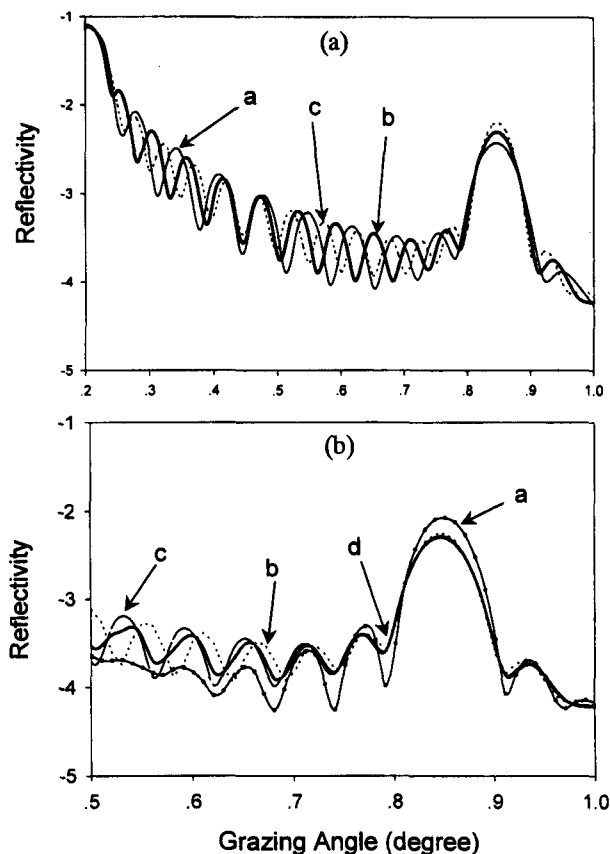 (a)
-1
-2
-3
-4
-5
a
c
b
Reflectivity
.2
.3
.4
.5
.6
.7
.8
.9
1.0
(b)
-1
-2
-3
-4
-5
a
c
b
d
Reflectivity
.5
.6
.7
.8
.9
1.0
Grazing Angle (degree)